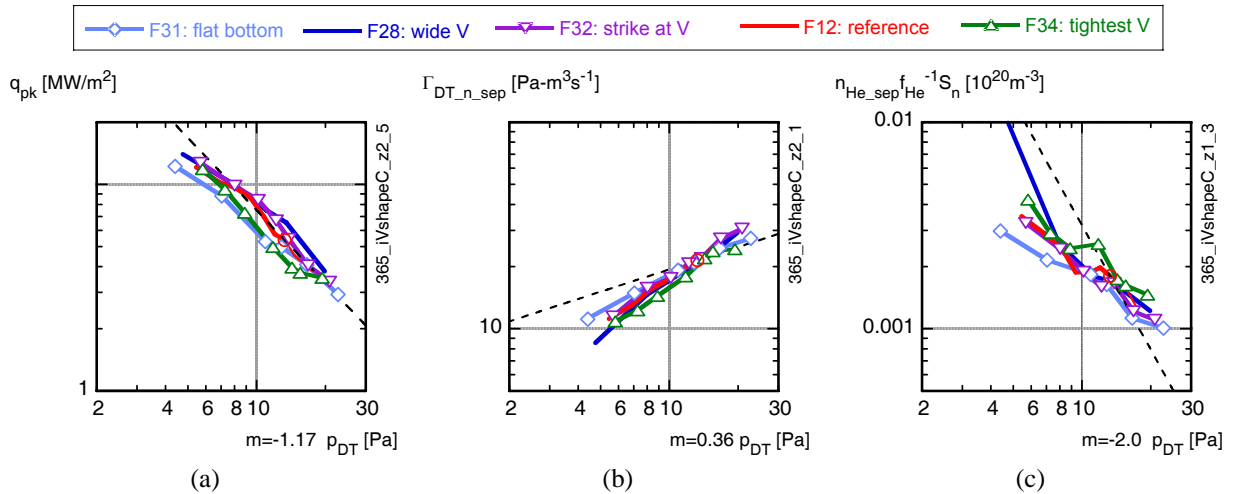 F31: flat bottom F28: wide V F32: strike at V F12: reference F34: tightest V
q_pk [MW/m²]
1
2 4 6 8 10 30
m=-1.17 p_DT [Pa]
365_iVshapeC_z2_5
(a)
Γ_DT_n_sep [Pa-m³s⁻¹]
10
2 4 6 8 10 30
m=0.36 p_DT [Pa]
365_iVshapeC_z2_1
(b)
n_He_sep f_He⁻¹S_n [10²⁰m⁻³]
0.01
0.001
2 4 6 8 10 30
m=-2.0 p_DT [Pa]
365_iVshapeC_z1_3
(c)